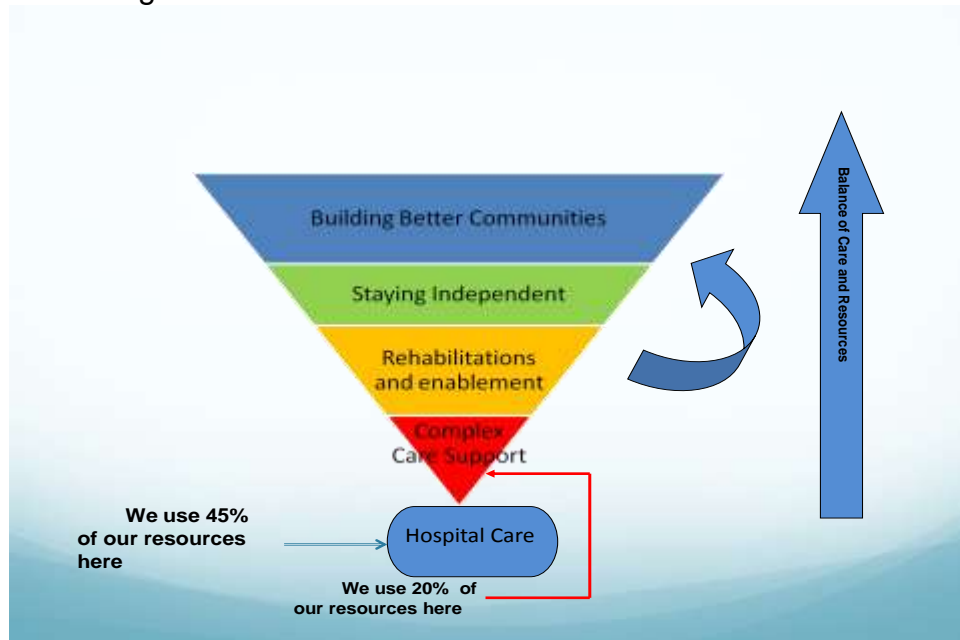 Building Better Communities
Staying Independent
Rehabilitations
and enablement
Complex
Care Support
Balance of Care and Resources
We use 45%
of our resources
here
Hospital Care
We use 20% of
our resources here